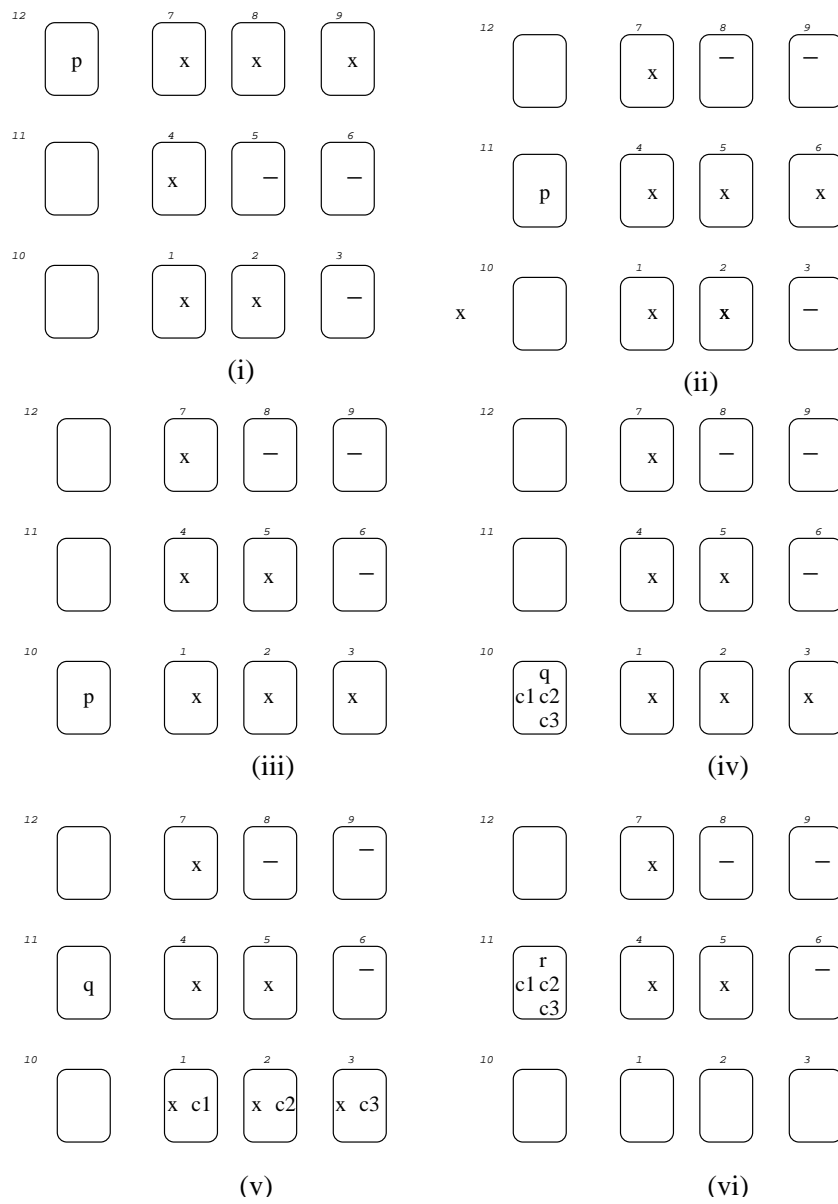 12 7 8 9
p x x x
11 4 5 6
x – –
10 1 2 3
x x –
(i)
12 7 8 9
x – –
11 4 5 6
p x x x
10 1 2 3
x x x –
(ii)
12 7 8 9
x – –
11 4 5 6
x x –
10 1 2 3
p x x x
(iii)
12 7 8 9
x – –
11 4 5 6
x x –
10 1 2 3
q
c1 c2 x x x
c3
(iv)
12 7 8 9
x – –
11 4 5 6
q x x –
10 1 2 3
x c1 x c2 x c3
(v)
12 7 8 9
x – –
11 4 5 6
r
c1 c2 x x –
c3
10 1 2 3
(vi)